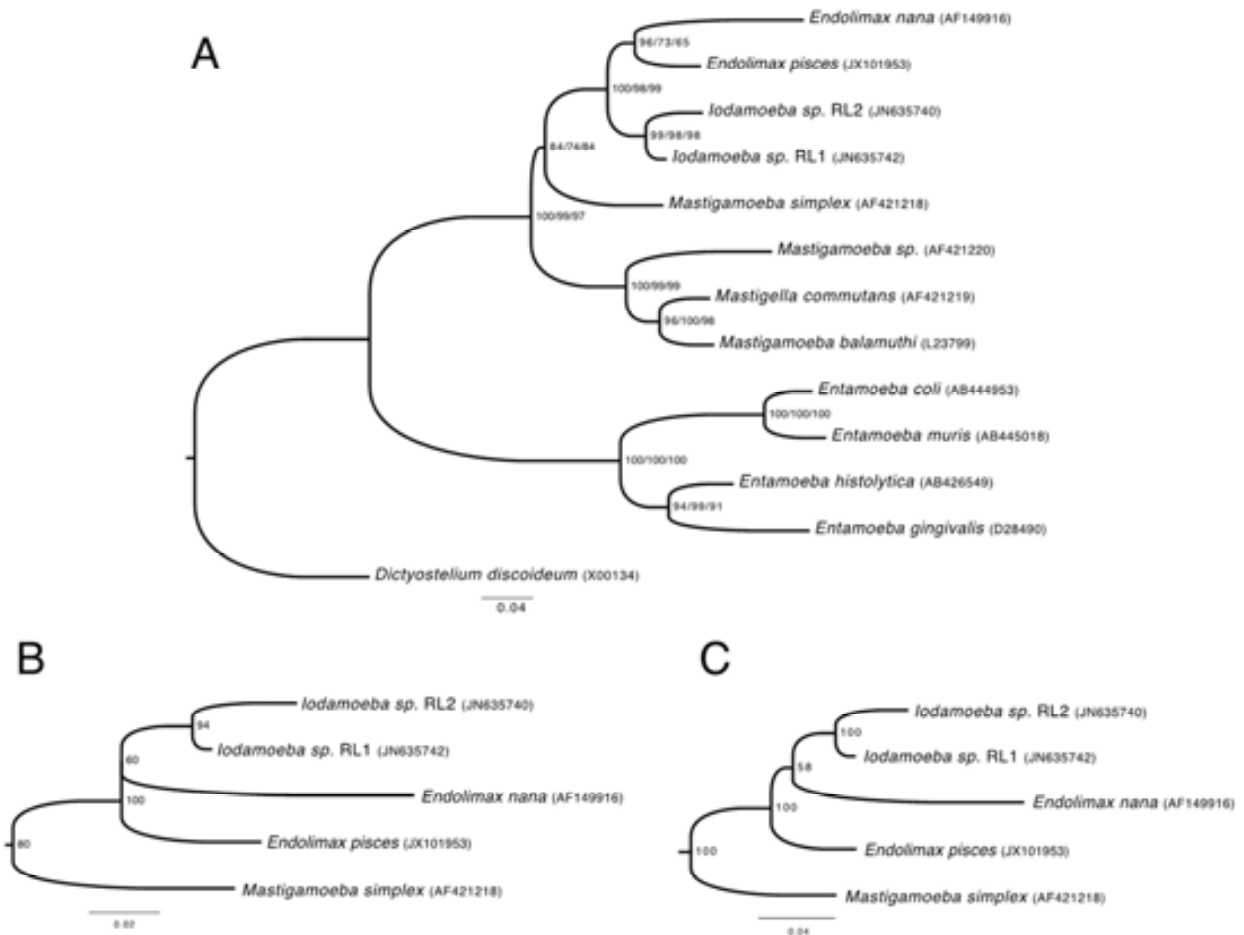 A
Endolimax nana (AF149916)
96/73/65
Endolimax pisces (JX101953)
100/98/99
Iodamoeba sp. RL2 (JN635740)
99/98/98
84/74/84
Iodamoeba sp. RL1 (JN635742)
Mastigamoeba simplex (AF421218)
100/99/97
Mastigamoeba sp. (AF421220)
100/99/99
Mastigella commutans (AF421219)
96/100/98
Mastigamoeba balamuthi (L23799)
Entamoeba coli (AB444953)
100/100/100
Entamoeba muris (AB445018)
100/100/100
Entamoeba histolytica (AB426549)
94/99/91
Entamoeba gingivalis (D28490)
Dictyostelium discoideum (X00134)
0.04
B
Iodamoeba sp. RL2 (JN635740)
94
Iodamoeba sp. RL1 (JN635742)
60
Endolimax nana (AF149916)
100
Endolimax pisces (JX101953)
80
Mastigamoeba simplex (AF421218)
0.02
C
Iodamoeba sp. RL2 (JN635740)
100
Iodamoeba sp. RL1 (JN635742)
58
Endolimax nana (AF149916)
100
Endolimax pisces (JX101953)
100
Mastigamoeba simplex (AF421218)
0.04